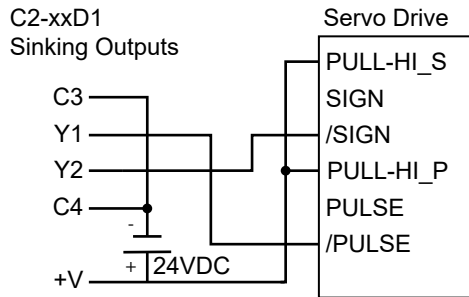 C2-xxD1
Sinking Outputs
C3
Y1
Y2
C4
+V
-
+
24VDC
Servo Drive
PULL-HI_S
SIGN
/SIGN
PULL-HI_P
PULSE
/PULSE